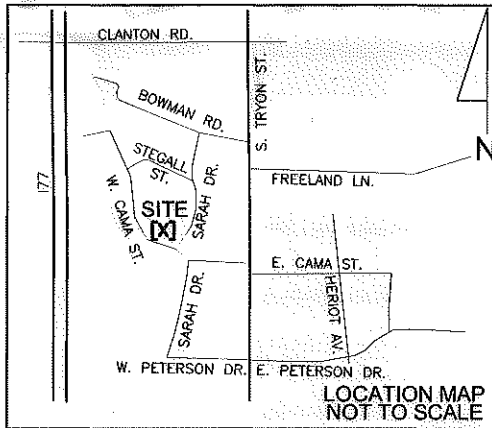 CLANTON RD.
S. TRYON ST.
BOWMAN RD.
STEGALL
ST.
SARAH DR.
FREELAND LN.
N
I77
W. CAMA ST.
SITE
[X]
E. CAMA ST.
SARAH DR.
HERIOT AV.
W. PETERSON DR.
E. PETERSON DR.
LOCATION MAP
NOT TO SCALE